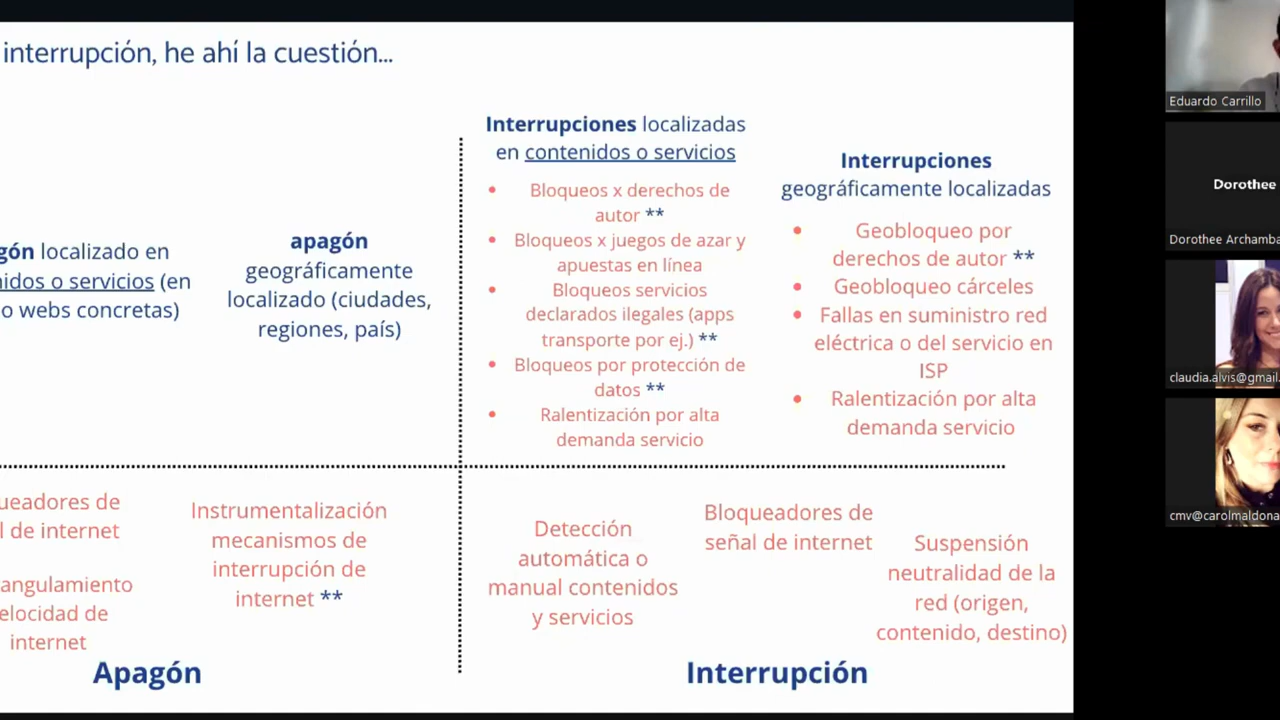 interrupción, he ahí la cuestión...
gón localizado en
nidos o servicios (en
o webs concretas)
apagón
geográficamente
localizado (ciudades,
regiones, país)
Interrupciones localizadas
en contenidos o servicios
• Bloqueos x derechos de
autor **
• Bloqueos x juegos de azar y
apuestas en línea
• Bloqueos servicios
declarados ilegales (apps
transporte por ej.) **
• Bloqueos por protección de
datos **
• Ralentización por alta
demanda servicio
Interrupciones
geográficamente localizadas
• Geobloqueo por
derechos de autor **
• Geobloqueo cárceles
• Fallas en suministro red
eléctrica o del servicio en
ISP
• Ralentización por alta
demanda servicio
ueadores de
l de internet
angulamiento
elocidad de
internet
Instrumentalización
mecanismos de
interrupción de
internet **
Apagón
Detección
automática o
manual contenidos
y servicios
Bloqueadores de
señal de internet
Suspensión
neutralidad de la
red (origen,
contenido, destino)
Interrupción
Eduardo Carrillo
Dorothee
Dorothee Archamba
claudia.alvis@gmail.
cmv@carolmaldona